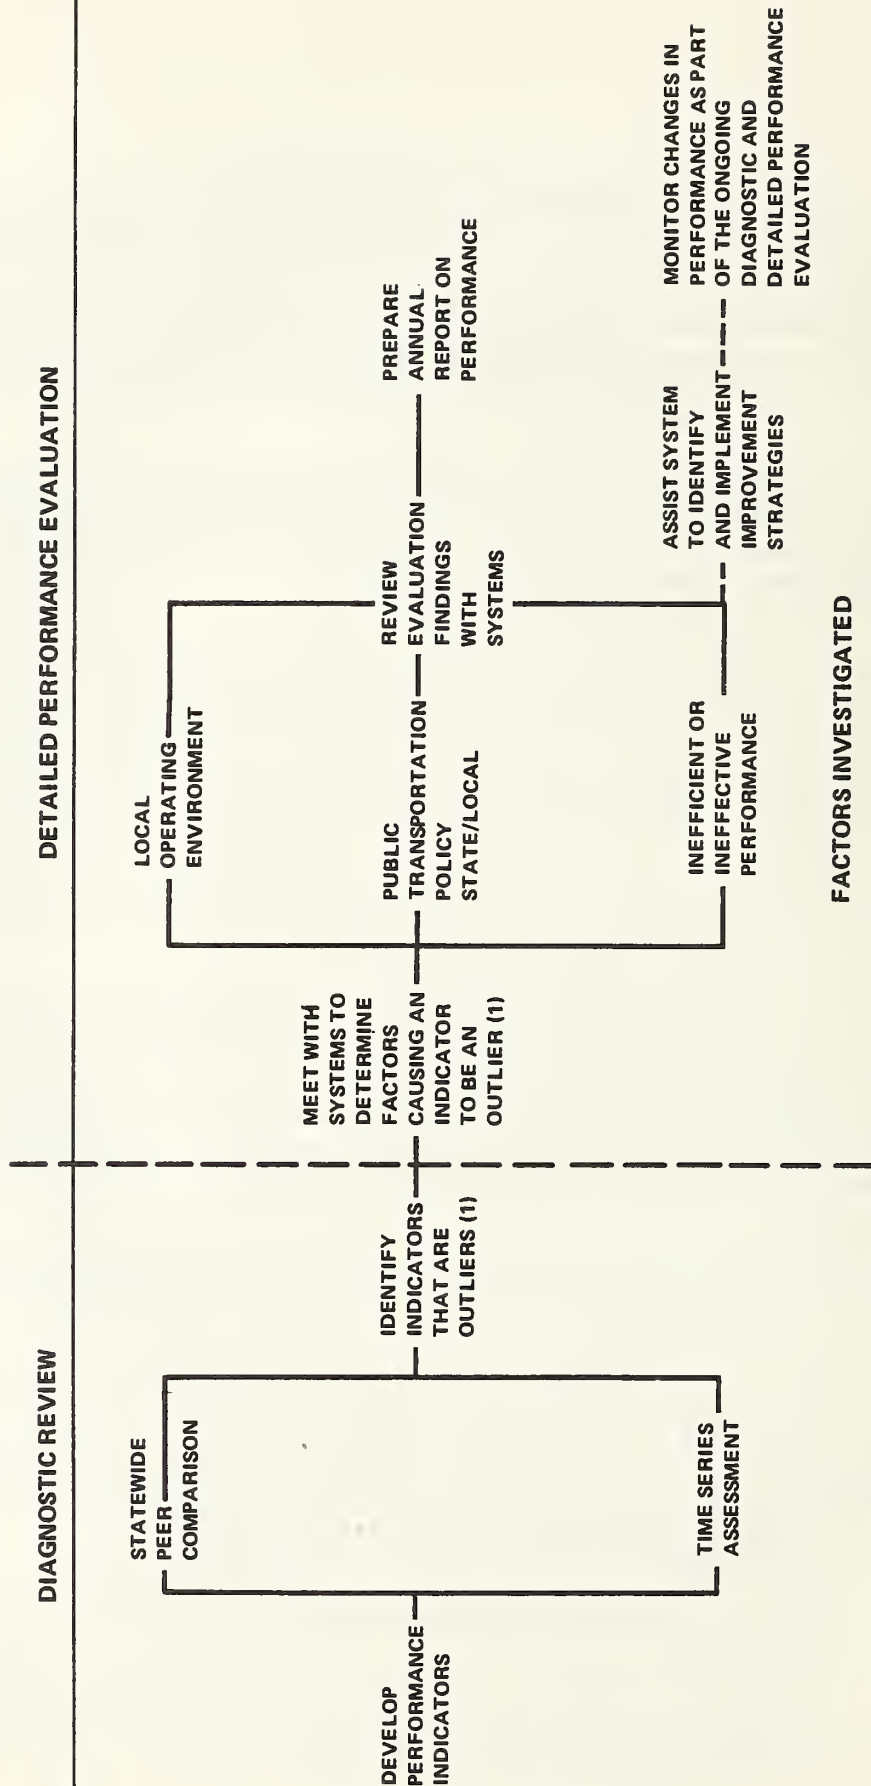 DIAGNOSTIC REVIEW
DETAILED PERFORMANCE EVALUATION
DEVELOP
PERFORMANCE
INDICATORS
STATEWIDE
PEER
COMPARISON
TIME SERIES
ASSESSMENT
IDENTIFY
INDICATORS
THAT ARE
OUTLIERS (1)
MEET WITH
SYSTEMS TO
DETERMINE
FACTORS
CAUSING AN
INDICATOR
TO BE AN
OUTLIER (1)
LOCAL
OPERATING
ENVIRONMENT
PUBLIC
TRANSPORTATION
POLICY
STATE/LOCAL
INEFFICIENT OR
INEFFECTIVE
PERFORMANCE
REVIEW
EVALUATION
FINDINGS
WITH
SYSTEMS
PREPARE
ANNUAL
REPORT ON
PERFORMANCE
ASSIST SYSTEM
TO IDENTIFY
AND IMPLEMENT
IMPROVEMENT
STRATEGIES
MONITOR CHANGES IN
PERFORMANCE AS PART
OF THE ONGOING
DIAGNOSTIC AND
DETAILED PERFORMANCE
EVALUATION
FACTORS INVESTIGATED